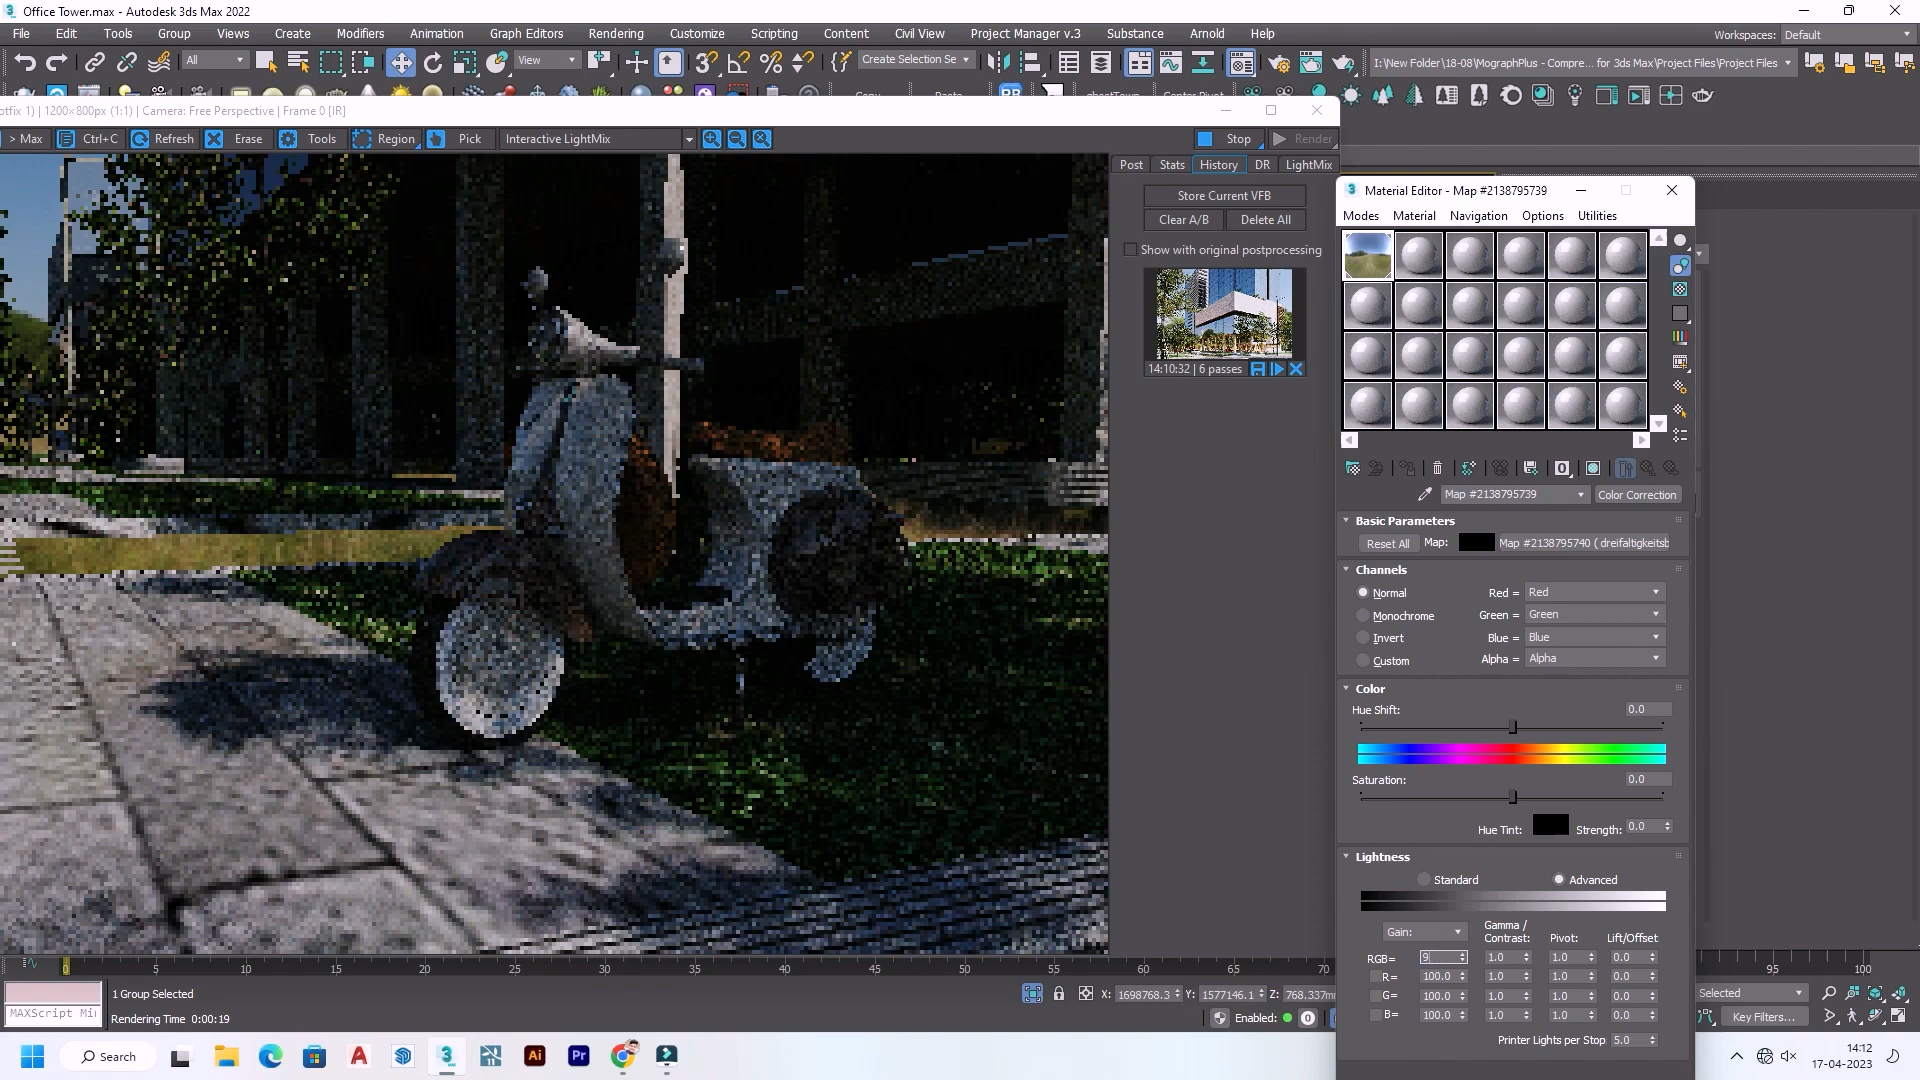 Office Tower.max - Autodesk 3ds Max 2022
File Edit Tools Group Views Create Modifiers Animation Graph Editors Rendering Customize Scripting Content Civil View Project Manager v.3 Substance Arnold Help
Workspaces: Default
All View Create Selection Se I:\New Folder\18-08\MographPlus - Compre... for 3ds Max\Project Files\Project Files
otfix 1) | 1200×800px (1:1) | Camera: Free Perspective | Frame 0 [IR]
> Max Ctrl+C Refresh Erase Tools Region Pick Interactive LightMix Stop Render
Post Stats History DR LightMix
Store Current VFB
Clear A/B Delete All
Show with original postprocessing
14:10:32 | 6 passes
Material Editor - Map #2138795739
Modes Material Navigation Options Utilities
Map #2138795739 Color Correction
Basic Parameters
Reset All Map: Map #2138795740 ( dreifaltigkeitsb
Channels
Normal Red = Red
Monochrome Green = Green
Invert Blue = Blue
Custom Alpha = Alpha
Color
Hue Shift: 0.0
Saturation: 0.0
Hue Tint: Strength: 0.0
Lightness
Standard Advanced
Gain: Gamma / Contrast: Pivot: Lift/Offset
RGB= 9 1.0 1.0 0.0
R= 100.0 1.0 1.0 0.0
G= 100.0 1.0 1.0 0.0
B= 100.0 1.0 1.0 0.0
Printer Lights per Stop: 5.0
0 5 10 15 20 25 30 35 40 45 50 55 60 65 70 95 100
1 Group Selected
X: 1698768.3 Y: 1577146.1 Z: 768.337m
Selected
MAXScript Mi
Rendering Time 0:00:19
Enabled: 0
Key Filters...
Search
14:12
17-04-2023